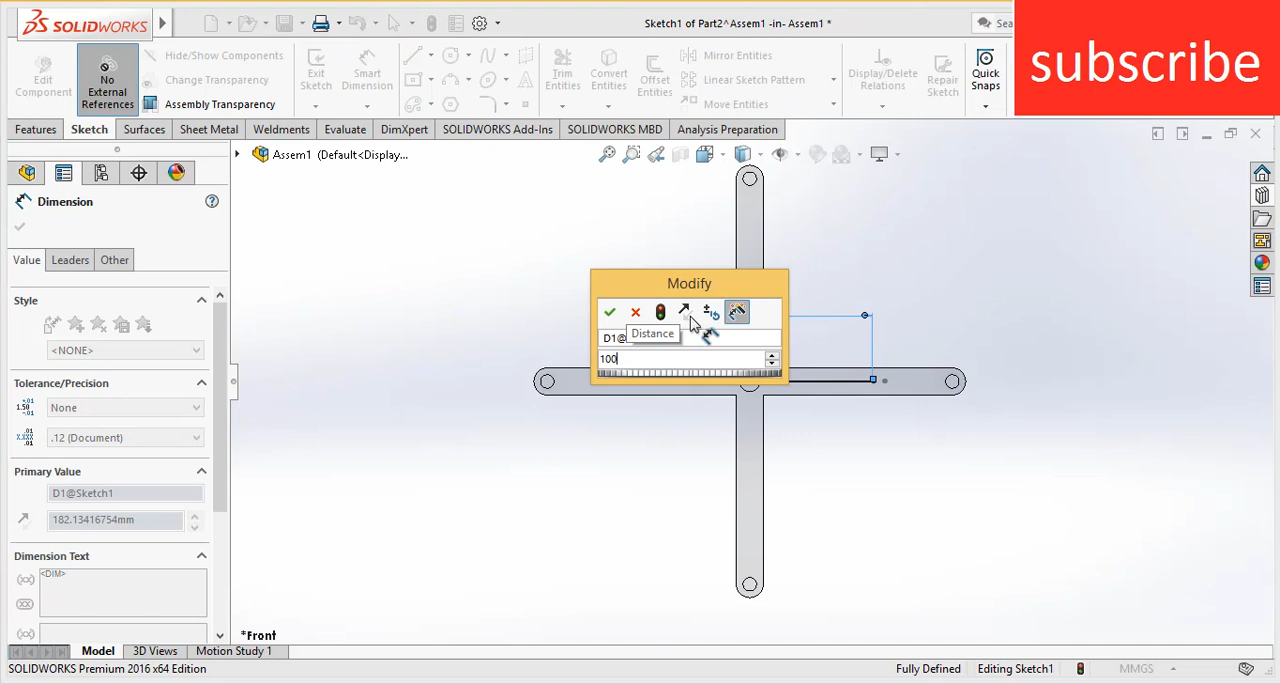 SOLIDWORKS
Sketch1 of Part2^Assem1 -in- Assem1 *
Sea
subscribe
Edit Component
No External References
Hide/Show Components
Change Transparency
Assembly Transparency
Exit Sketch
Smart Dimension
Trim Entities
Convert Entities
Offset Entities
Mirror Entities
Linear Sketch Pattern
Move Entities
Display/Delete Relations
Repair Sketch
Quick Snaps
Features
Sketch
Surfaces
Sheet Metal
Weldments
Evaluate
DimXpert
SOLIDWORKS Add-Ins
SOLIDWORKS MBD
Analysis Preparation
Assem1 (Default<Display...
Dimension
Value
Leaders
Other
Style
<NONE>
Tolerance/Precision
None
.12 (Document)
Primary Value
D1@Sketch1
182.13416754mm
Dimension Text
<DIM>
Modify
D1@
Distance
100
*Front
Model
3D Views
Motion Study 1
SOLIDWORKS Premium 2016 x64 Edition
Fully Defined
Editing Sketch1
MMGS